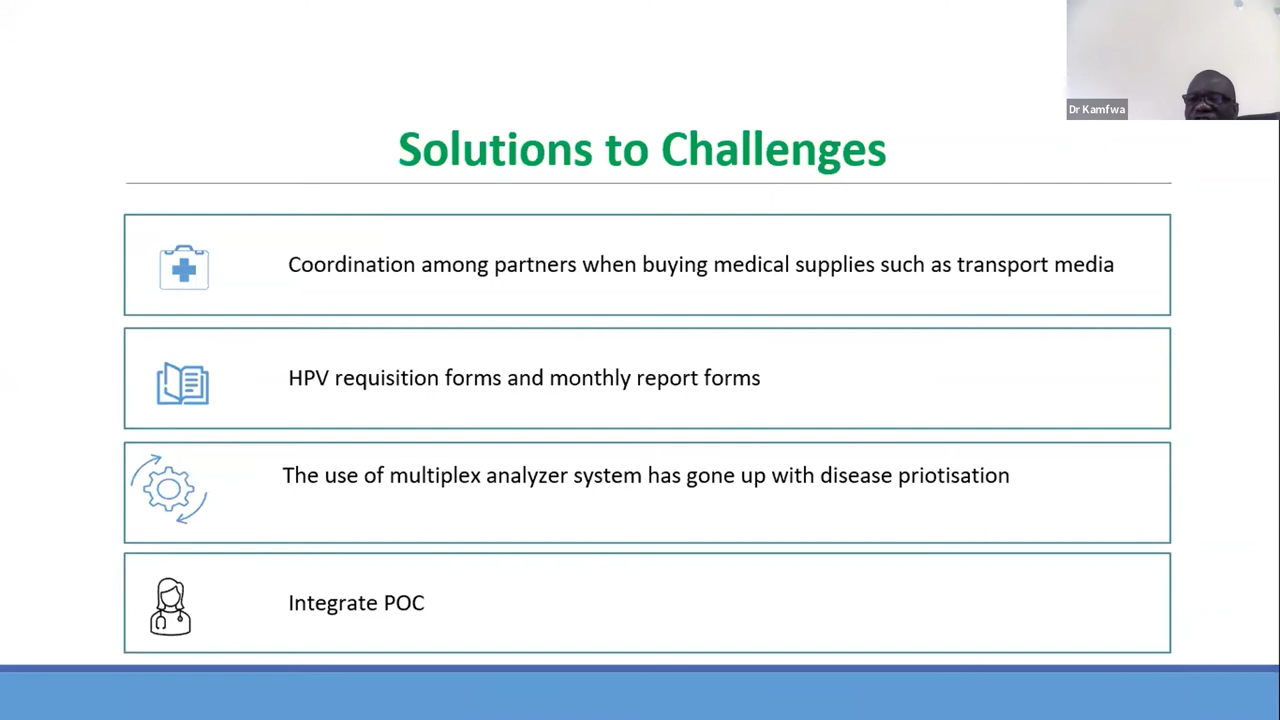 Dr Kamfwa
Solutions to Challenges
Coordination among partners when buying medical supplies such as transport media
HPV requisition forms and monthly report forms
The use of multiplex analyzer system has gone up with disease priotisation
Integrate POC